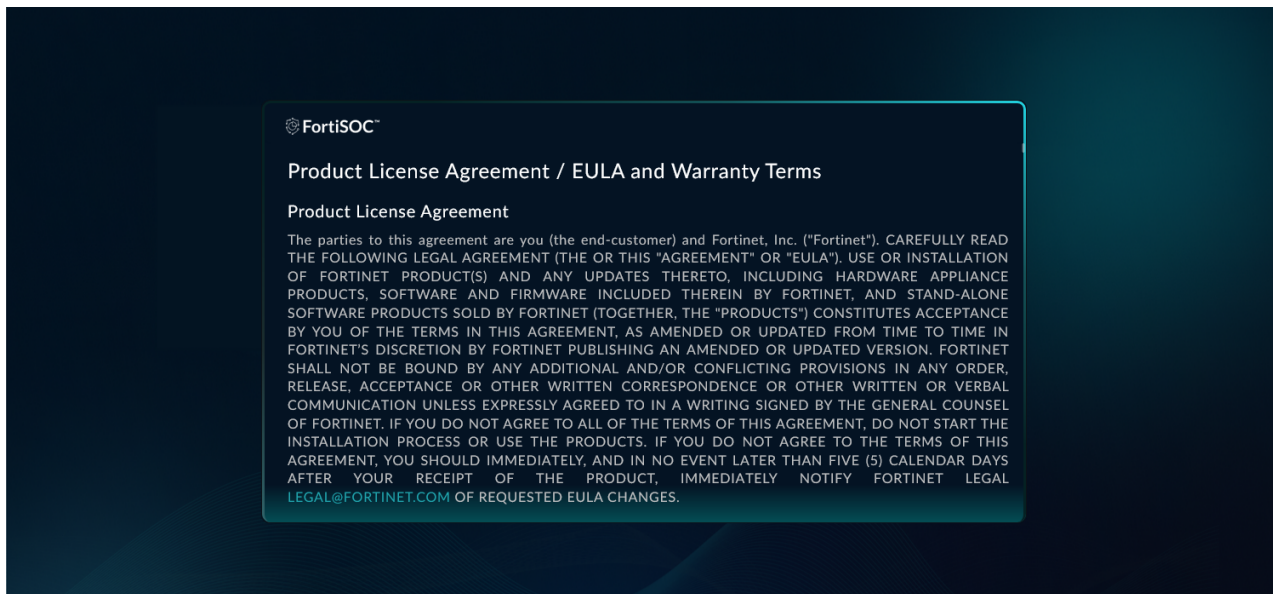 FortiSOC™
Product License Agreement / EULA and Warranty Terms
Product License Agreement
The parties to this agreement are you (the end-customer) and Fortinet, Inc. ("Fortinet"). CAREFULLY READ
THE FOLLOWING LEGAL AGREEMENT (THE OR THIS "AGREEMENT" OR "EULA"). USE OR INSTALLATION
OF FORTINET PRODUCT(S) AND ANY UPDATES THERETO, INCLUDING HARDWARE APPLIANCE
PRODUCTS, SOFTWARE AND FIRMWARE INCLUDED THEREIN BY FORTINET, AND STAND-ALONE
SOFTWARE PRODUCTS SOLD BY FORTINET (TOGETHER, THE "PRODUCTS") CONSTITUTES ACCEPTANCE
BY YOU OF THE TERMS IN THIS AGREEMENT, AS AMENDED OR UPDATED FROM TIME TO TIME IN
FORTINET'S DISCRETION BY FORTINET PUBLISHING AN AMENDED OR UPDATED VERSION. FORTINET
SHALL NOT BE BOUND BY ANY ADDITIONAL AND/OR CONFLICTING PROVISIONS IN ANY ORDER,
RELEASE, ACCEPTANCE OR OTHER WRITTEN CORRESPONDENCE OR OTHER WRITTEN OR VERBAL
COMMUNICATION UNLESS EXPRESSLY AGREED TO IN A WRITING SIGNED BY THE GENERAL COUNSEL
OF FORTINET. IF YOU DO NOT AGREE TO ALL OF THE TERMS OF THIS AGREEMENT, DO NOT START THE
INSTALLATION PROCESS OR USE THE PRODUCTS. IF YOU DO NOT AGREE TO THE TERMS OF THIS
AGREEMENT, YOU SHOULD IMMEDIATELY, AND IN NO EVENT LATER THAN FIVE (5) CALENDAR DAYS
AFTER YOUR RECEIPT OF THE PRODUCT, IMMEDIATELY NOTIFY FORTINET LEGAL
LEGAL@FORTINET.COM OF REQUESTED EULA CHANGES.